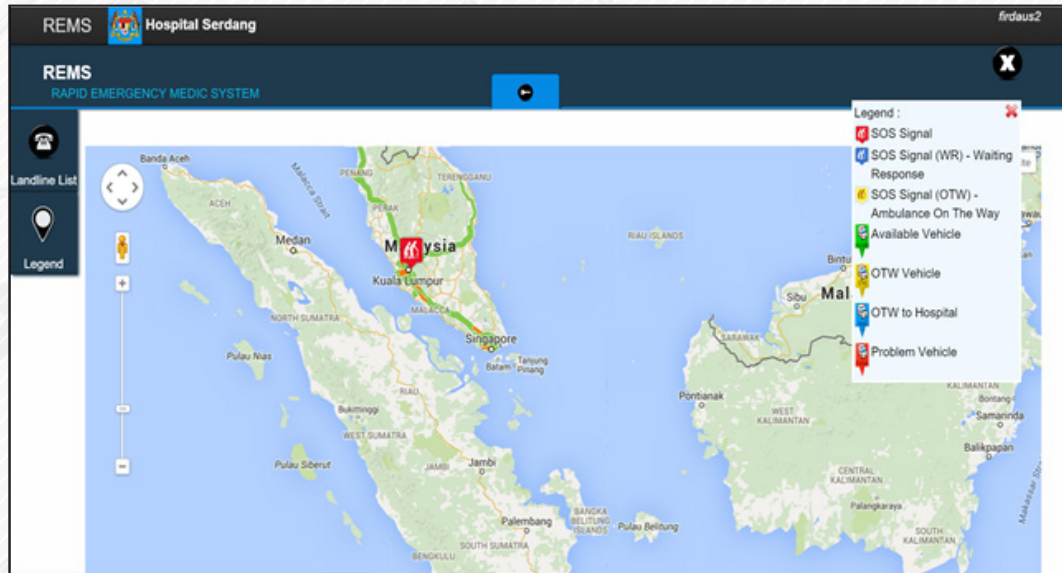 REMS
Hospital Serdang
firdaus2
REMS
RAPID EMERGENCY MEDIC SYSTEM
Landline List
Legend
Legend :
SOS Signal
SOS Signal (WR) - Waiting
Response
SOS Signal (OTW) -
Ambulance On The Way
Available Vehicle
OTW Vehicle
OTW to Hospital
Problem Vehicle
Banda Aceh
ACEH
Malacca Strait
PENANG
TERENGGANU
PERAK
Medan
Kuala Lumpur
MALACCA
RIAU ISLANDS
NORTH SUMATRA
Singapore
Batam
Tanjung
Pinang
Pulau Nias
RIAU
Bukittinggi
WEST SUMATRA
Pulau Siberut
JAMBI
Jambi
Palembang
SOUTH SUMATRA
BENGKULU
BANGKA
BELITUNG
ISLANDS
Pulau Belitung
Sibu
SARAWAK
Pontianak
WEST
KALIMANTAN
KALIMANTAN
Bontang
Samarinda
Balikpapan
CENTRAL
KALIMANTAN
Palangkaraya
SOUTH
KALIMANTAN